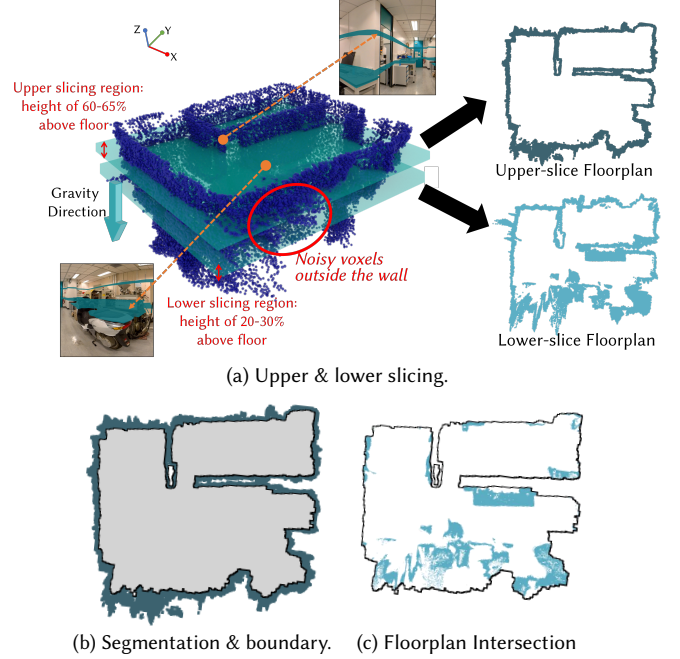 Z
Y
X
Upper slicing region:
height of 60-65%
above floor
Gravity
Direction
Noisy voxels
outside the wall
Lower slicing region:
height of 20-30%
above floor
Upper-slice Floorplan
Lower-slice Floorplan
(a) Upper & lower slicing.
(b) Segmentation & boundary.
(c) Floorplan Intersection